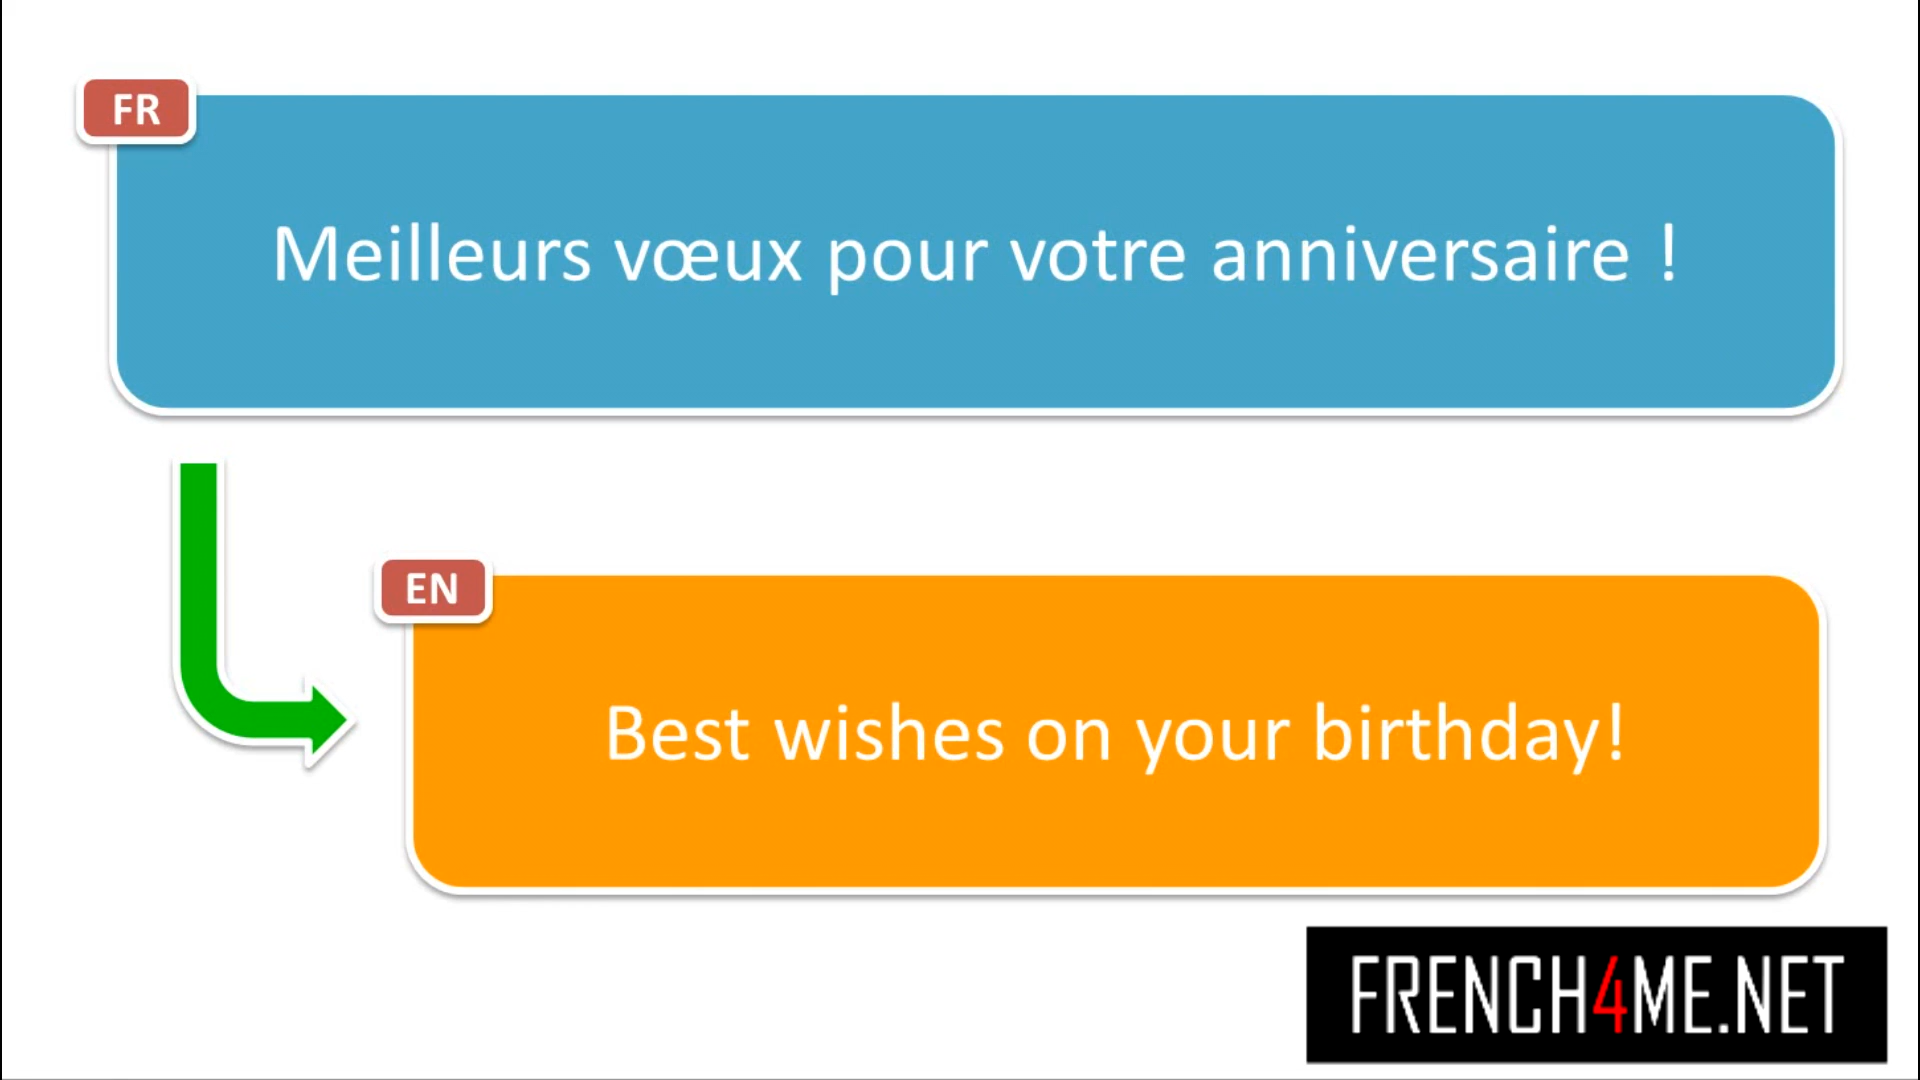 FR
Meilleurs vœux pour votre anniversaire !
EN
Best wishes on your birthday!
FRENCH4ME.NET